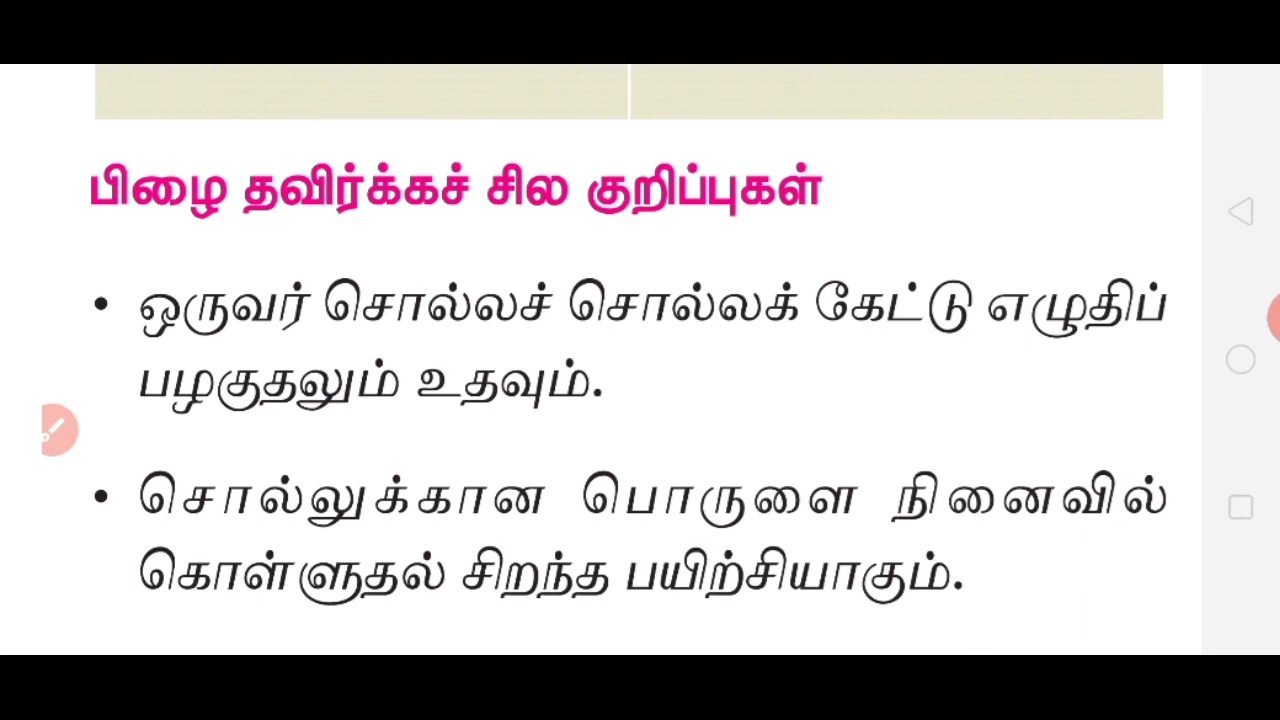 பிழை தவிர்க்கச் சில குறிப்புகள்
• ஒருவர் சொல்லச் சொல்லக் கேட்டு எழுதிப்
பழகுதலும் உதவும்.
• சொல்லுக்கான பொருளை நினைவில்
கொள்ளுதல் சிறந்த பயிற்சியாகும்.